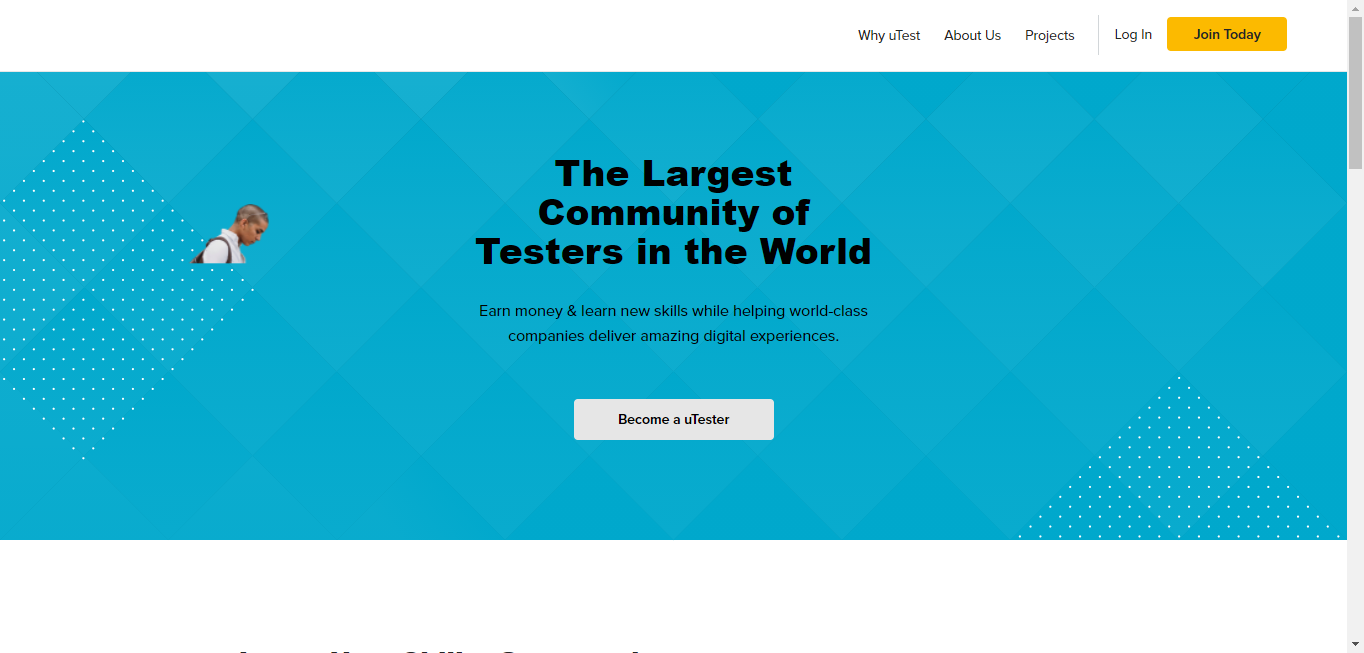 Why uTest About Us Projects Log In Join Today
The Largest
Community of
Testers in the World
Earn money & learn new skills while helping world-class
companies deliver amazing digital experiences.
Become a uTester